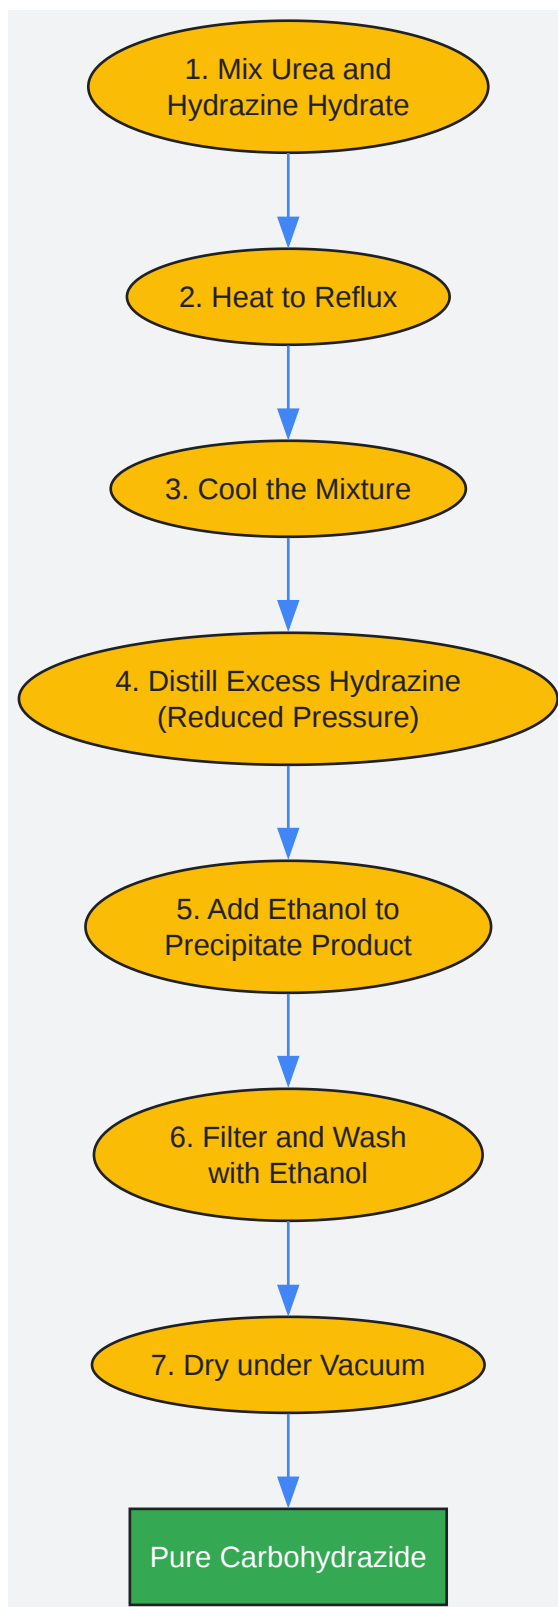 1. Mix Urea and
Hydrazine Hydrate
2. Heat to Reflux
3. Cool the Mixture
4. Distill Excess Hydrazine
(Reduced Pressure)
5. Add Ethanol to
Precipitate Product
6. Filter and Wash
with Ethanol
7. Dry under Vacuum
Pure Carbohydrazide